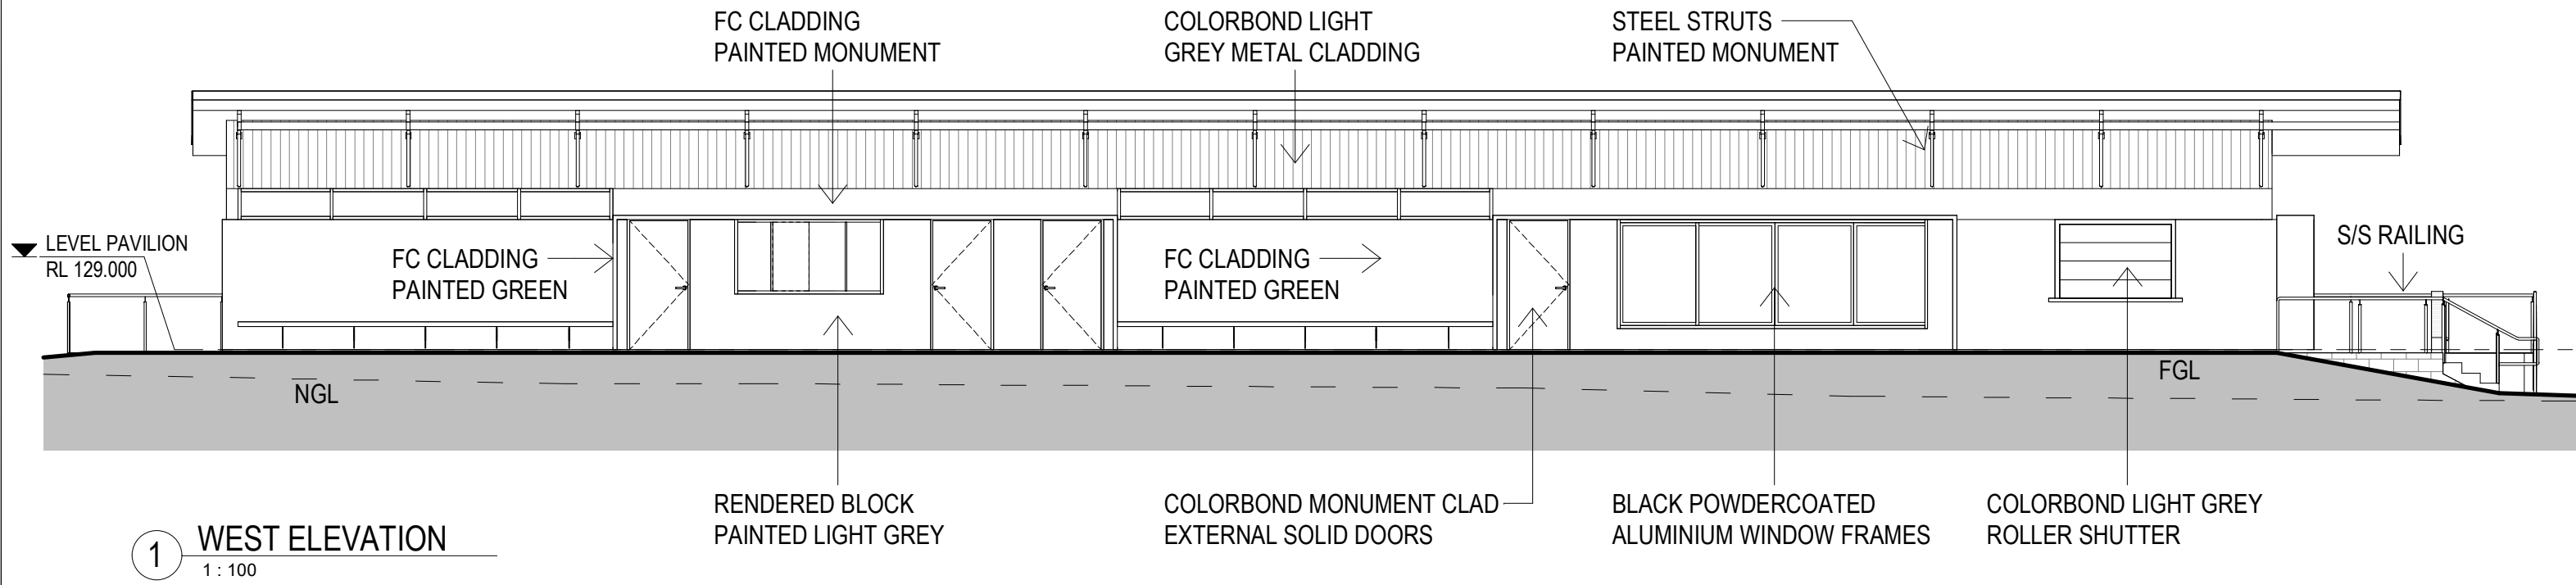 FC CLADDING
PAINTED MONUMENT
COLORBOND LIGHT
GREY METAL CLADDING
STEEL STRUTS
PAINTED MONUMENT
LEVEL PAVILION
RL 129.000
FC CLADDING
PAINTED GREEN
FC CLADDING
PAINTED GREEN
S/S RAILING
NGL
FGL
RENDERED BLOCK
PAINTED LIGHT GREY
COLORBOND MONUMENT CLAD
EXTERNAL SOLID DOORS
BLACK POWDERCOATED
ALUMINIUM WINDOW FRAMES
COLORBOND LIGHT GREY
ROLLER SHUTTER
1 WEST ELEVATION
1 : 100